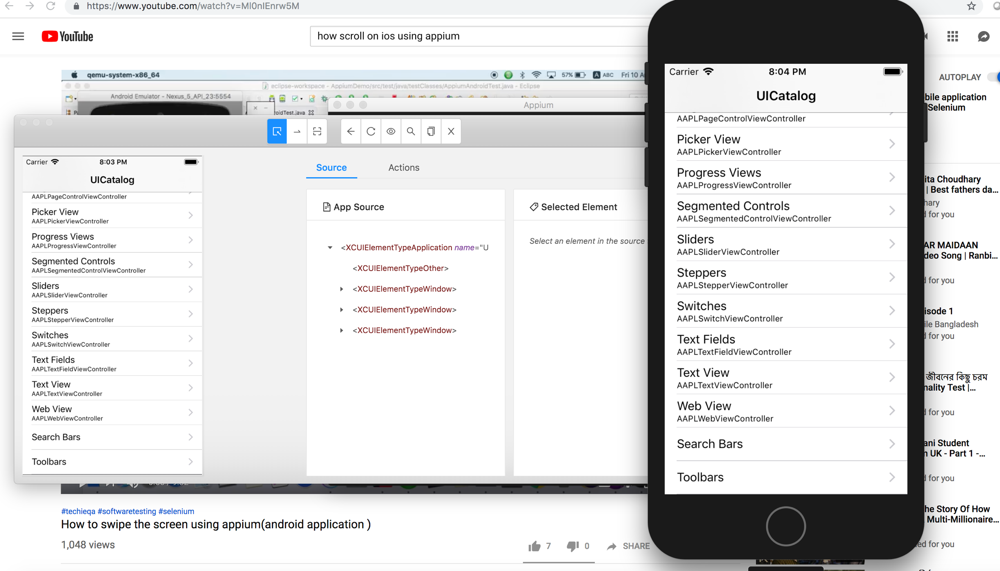 https://www.youtube.com/watch?v=Ml0nIEnrw5M
YouTube
how scroll on ios using appium
qemu-system-x86_64
57%
A ABC
Fri 10 A
eclipse-workspace - AppiumDemo/src/test/java/testClasses/AppiumAndroidTest.java - Eclipse
Android Emulator - Nexus_5_API_23:5554
Appium
roidTest.java
Carrier 8:03 PM
UICatalog
AAPLPageControlViewController
Picker View
AAPLPickerViewController
Progress Views
AAPLProgressViewController
Segmented Controls
AAPLSegmentedControlViewController
Sliders
AAPLSliderViewController
Steppers
AAPLStepperViewController
Switches
AAPLSwitchViewController
Text Fields
AAPLTextFieldViewController
Text View
AAPLTextViewController
Web View
AAPLWebViewController
Search Bars
Toolbars
Source Actions
App Source
<XCUIElementTypeApplication name="U
<XCUIElementTypeOther>
<XCUIElementTypeWindow>
<XCUIElementTypeWindow>
<XCUIElementTypeWindow>
Selected Element
Select an element in the source
Carrier 8:04 PM
UICatalog
AAPLPageControlViewController
Picker View
AAPLPickerViewController
Progress Views
AAPLProgressViewController
Segmented Controls
AAPLSegmentedControlViewController
Sliders
AAPLSliderViewController
Steppers
AAPLStepperViewController
Switches
AAPLSwitchViewController
Text Fields
AAPLTextFieldViewController
Text View
AAPLTextViewController
Web View
AAPLWebViewController
Search Bars
Toolbars
AUTOPLAY
bile application
Selenium
ita Choudhary
| Best fathers da...
hary
d for you
AR MAIDAAN
deo Song | Ranbi...
d for you
isode 1
ile Bangladesh
d for you
জীবনের কিছু চরম
nality Test |...
d for you
ani Student
n UK - Part 1 -...
d for you
he Story Of How
Multi-Millionaire...
ed for you
#techieqa #softwaretesting #selenium
How to swipe the screen using appium(android application )
1,048 views
7 0 SHARE